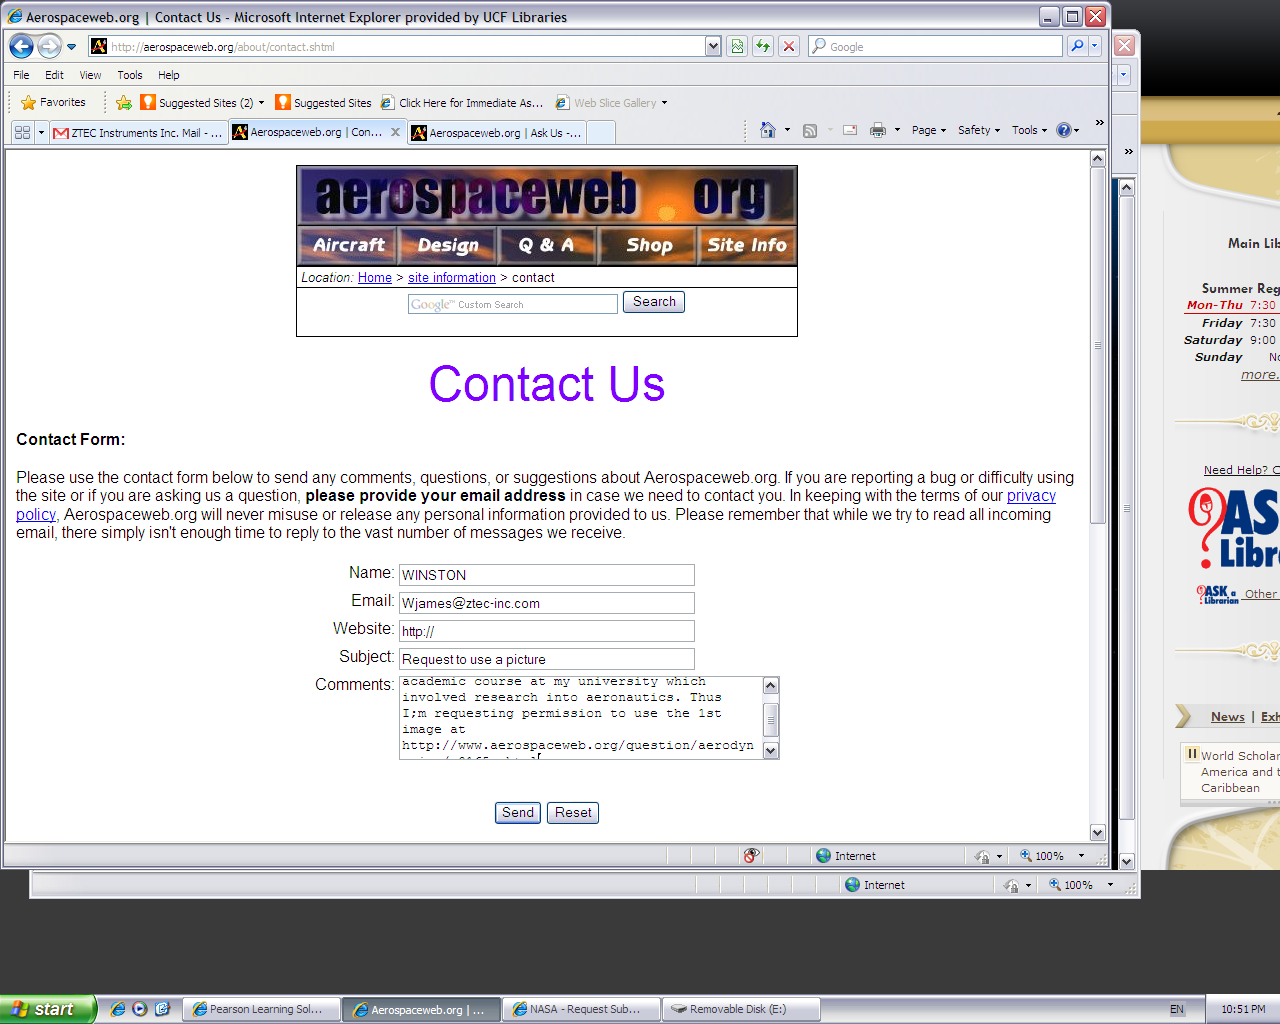 Aerospaceweb.org | Contact Us - Microsoft Internet Explorer provided by UCF Libraries
http://aerospaceweb.org/about/contact.shtml
Google
File Edit View Tools Help
Favorites
Suggested Sites (2)
Suggested Sites
Click Here for Immediate As...
Web Slice Gallery
ZTEC Instruments Inc. Mail - ...
Aerospaceweb.org | Con...
Aerospaceweb.org | Ask Us -...
Page
Safety
Tools
»
»
aerospaceweb org
Aircraft Design Q & A Shop Site Info
Location: Home > site information > contact
Google™ Custom Search
Search
Contact Us
Contact Form:
Please use the contact form below to send any comments, questions, or suggestions about Aerospaceweb.org. If you are reporting a bug or difficulty using
the site or if you are asking us a question, please provide your email address in case we need to contact you. In keeping with the terms of our privacy
policy, Aerospaceweb.org will never misuse or release any personal information provided to us. Please remember that while we try to read all incoming
email, there simply isn't enough time to reply to the vast number of messages we receive.
Name: WINSTON
Email: Wjames@ztec-inc.com
Website: http://
Subject: Request to use a picture
Comments: academic course at my university which
involved research into aeronautics. Thus
I;m requesting permission to use the 1st
image at
http://www.aerospaceweb.org/question/aerodyn
Send Reset
Internet
100%
Internet
100%
Main Lib
Summer Reg
Mon-Thu 7:30
Friday 7:30
Saturday 9:00
Sunday No
more.
Need Help? C
AS
Libr
ASK a
Librarian
Other
News | Exh
World Scholar
America and t
Caribbean
start
Pearson Learning Sol...
Aerospaceweb.org | ...
NASA - Request Sub...
Removable Disk (E:)
EN
10:51 PM